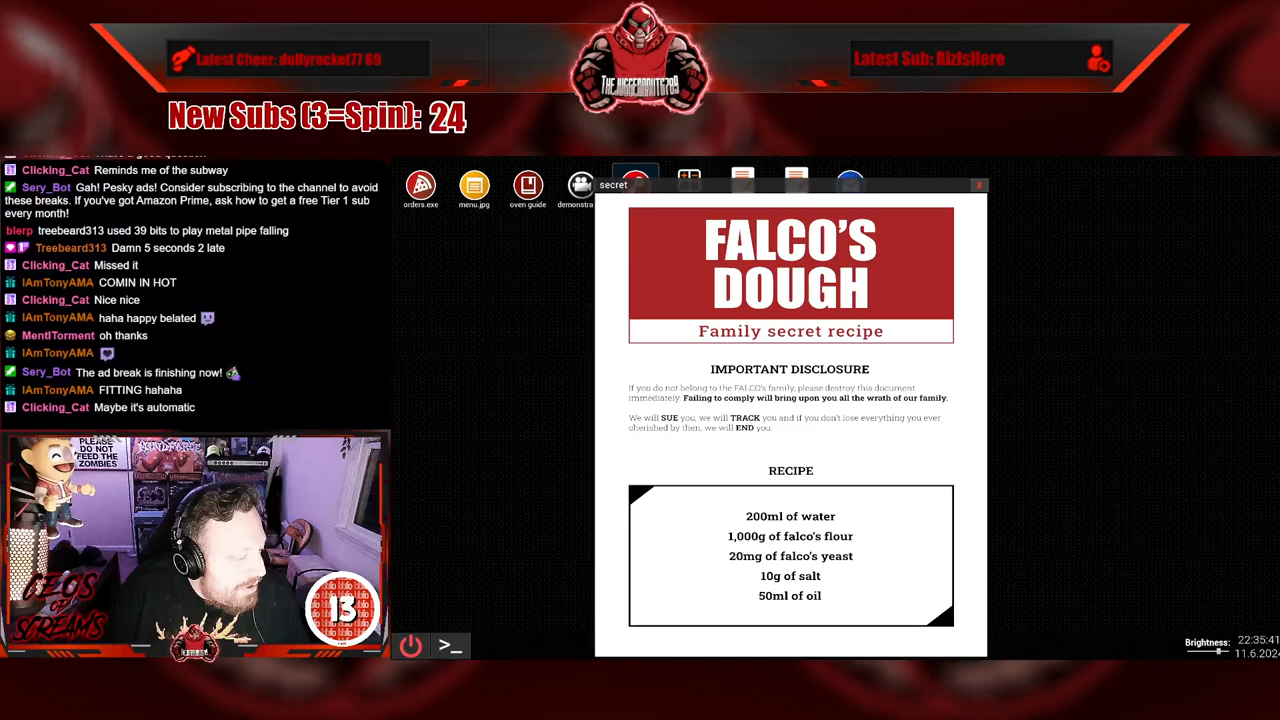 Latest Cheer: dollyrocket77 69
THEJUGGERNAUT6789
Latest Sub: RizIsHere
New Subs (3=Spin): 24
Clicking_Cat Reminds me of the subway
Sery_Bot Gah! Pesky ads! Consider subscribing to the channel to avoid
these breaks. If you've got Amazon Prime, ask how to get a free Tier 1 sub
every month!
blerp treebeard313 used 39 bits to play metal pipe falling
Treebeard313 Damn 5 seconds 2 late
Clicking_Cat Missed it
IAmTonyAMA COMIN IN HOT
Clicking_Cat Nice nice
IAmTonyAMA haha happy belated
MentlTorment oh thanks
IAmTonyAMA
Sery_Bot The ad break is finishing now!
IAmTonyAMA FITTING hahaha
Clicking_Cat Maybe it's automatic
PLEASE
DO NOT
FEED THE
ZOMBIES
OF
SCREAMS
13
orders.exe
menu.jpg
oven guide
demonstra
secret
X
FALCO'S
DOUGH
Family secret recipe
IMPORTANT DISCLOSURE
If you do not belong to the FALCO's family, please destroy this document
immediately. Failing to comply will bring upon you all the wrath of our family.
We will SUE you, we will TRACK you and if you don't lose everything you ever
cherished by then, we will END you.
RECIPE
200ml of water
1,000g of falco's flour
20mg of falco's yeast
10g of salt
50ml of oil
>_
Brightness:
22:35:41
11.6.202